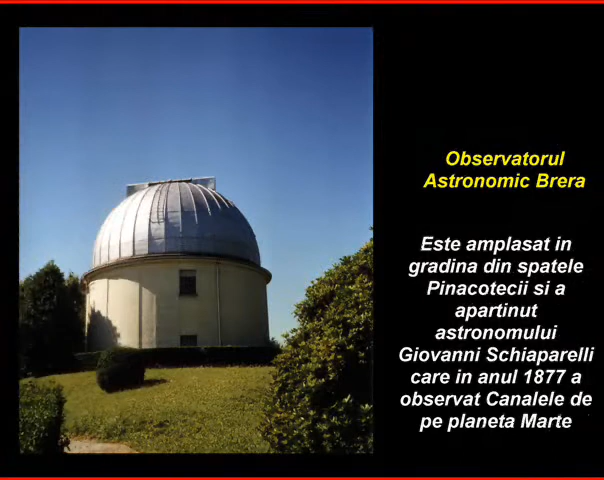 Observatorul
Astronomic Brera
Este amplasat in
gradina din spatele
Pinacotecii si a
apartinut
astronomului
Giovanni Schiaparelli
care in anul 1877 a
observat Canalele de
pe planeta Marte